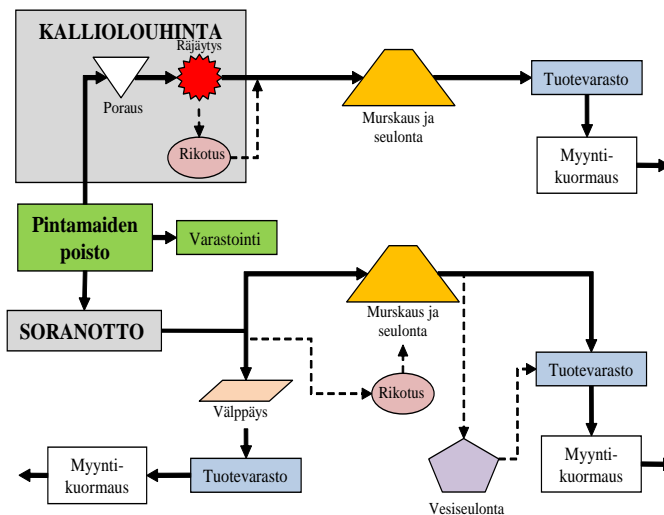 KALLIOLOUHINTA
Räjäytys
Poraus
Rikotus
Murskaus ja
seulonta
Tuotevarasto
Myynti-
kuormaus
Pintamaiden
poisto
Varastointi
SORANOTTO
Murskaus ja
seulonta
Rikotus
Välppäys
Tuotevarasto
Myynti-
kuormaus
Vesiseulonta
Tuotevarasto
Myynti-
kuormaus